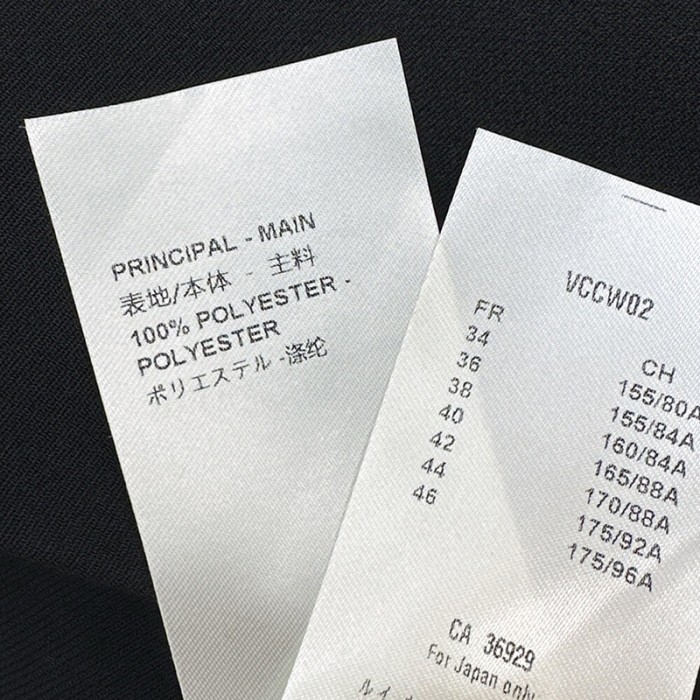 PRINCIPAL - MAIN
表地/本体 - 主料
100% POLYESTER -
POLYESTER
ポリエステル -涤纶
VCCW02
FR
34
36
38
40
42
44
46
CH
155/80A
155/84A
160/84A
165/88A
170/88A
175/92A
175/96A
CA 36929
For Japan only
ルイ